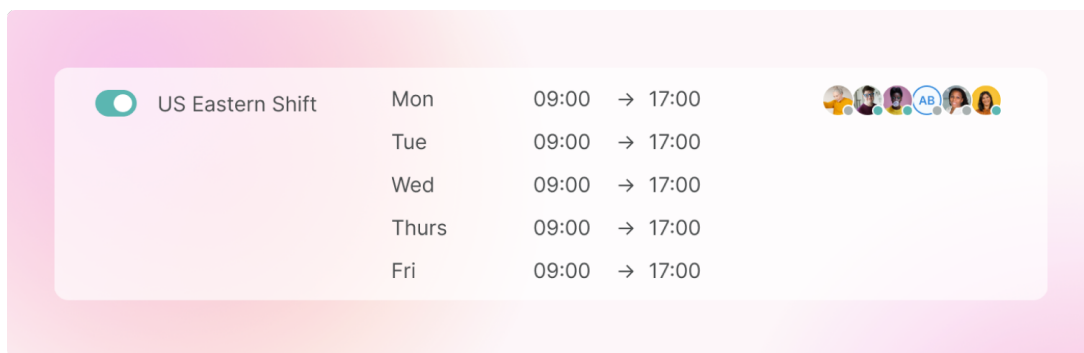 US Eastern Shift
Mon 09:00 → 17:00
AB
Tue 09:00 → 17:00
Wed 09:00 → 17:00
Thurs 09:00 → 17:00
Fri 09:00 → 17:00